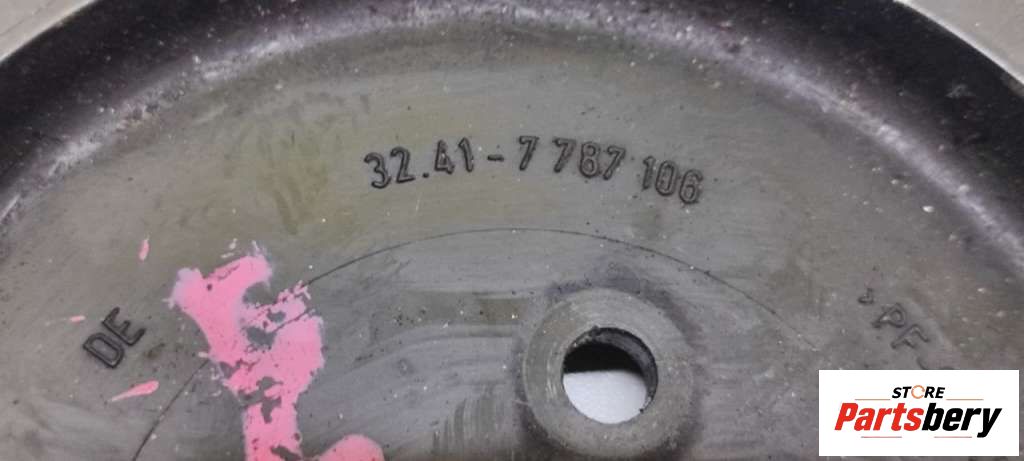 32.41-7 787 106
DE
>PF-
STORE
Partsbery